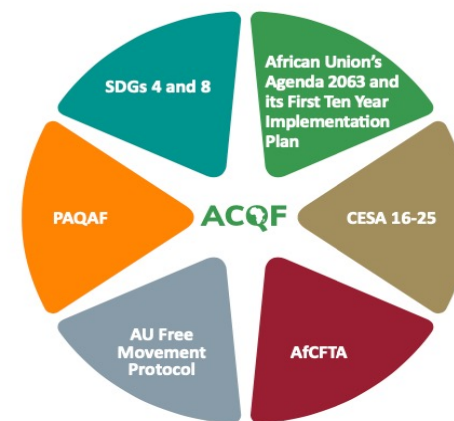 SDGs 4 and 8
African Union's
Agenda 2063 and
its First Ten Year
Implementation
Plan
PAQAF
ACQF
CESA 16-25
AU Free
Movement
Protocol
AfCFTA